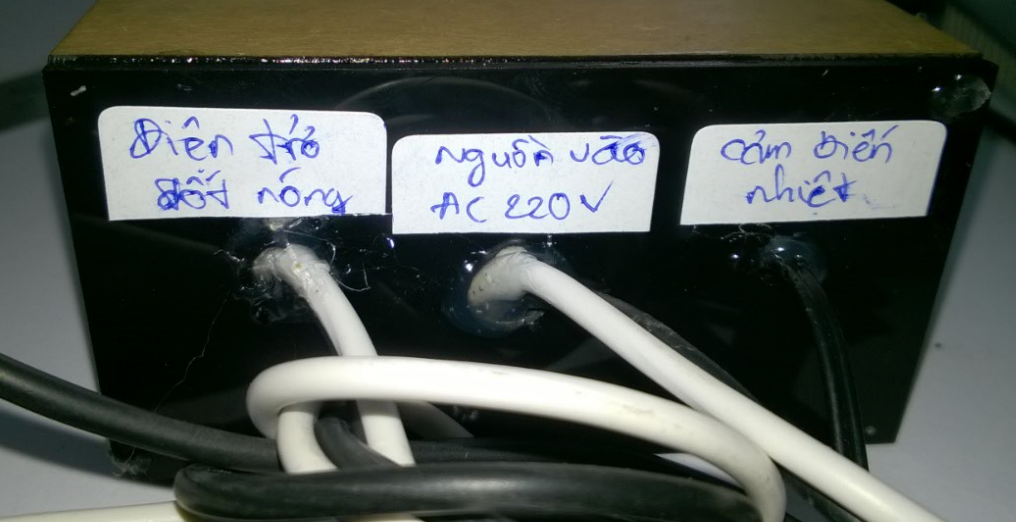 Điện trở
đốt nóng
Nguồn vào
AC 220V
cảm biến
nhiệt